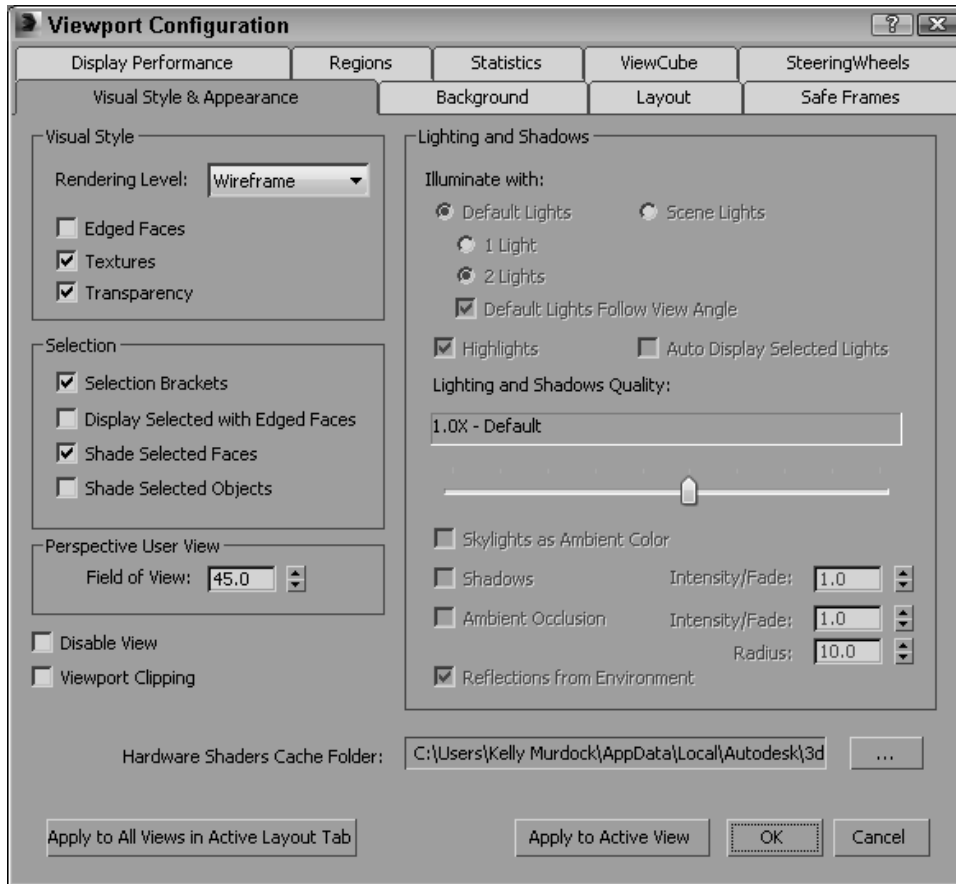 Viewport Configuration
Display Performance
Regions
Statistics
ViewCube
SteeringWheels
Visual Style & Appearance
Background
Layout
Safe Frames
Visual Style
Rendering Level: Wireframe
Edged Faces
Textures
Transparency
Selection
Selection Brackets
Display Selected with Edged Faces
Shade Selected Faces
Shade Selected Objects
Perspective User View
Field of View: 45.0
Disable View
Viewport Clipping
Lighting and Shadows
Illuminate with:
Default Lights
Scene Lights
1 Light
2 Lights
Default Lights Follow View Angle
Highlights
Auto Display Selected Lights
Lighting and Shadows Quality:
1.0X - Default
Skylights as Ambient Color
Shadows
Intensity/Fade: 1.0
Ambient Occlusion
Intensity/Fade: 1.0
Radius: 10.0
Reflections from Environment
Hardware Shaders Cache Folder: C:\Users\Kelly Murdock\AppData\Local\Autodesk\3d
...
Apply to All Views in Active Layout Tab
Apply to Active View
OK
Cancel